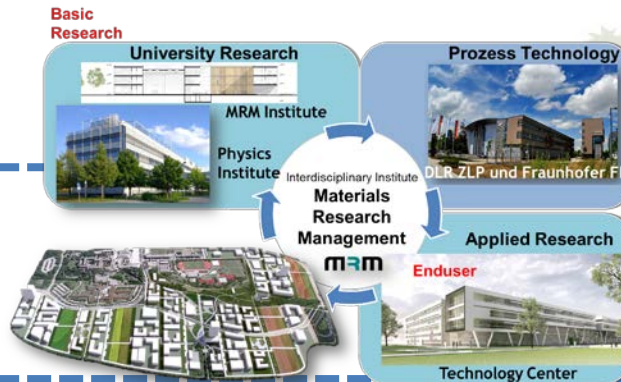 Basic
Research
University Research
MRM Institute
Physics
Institute
Prozess Technology
DLR ZLP und Fraunhofer
Interdisciplinary Institute
Materials
Research
Management
mrm
Applied Research
Enduser
Technology Center